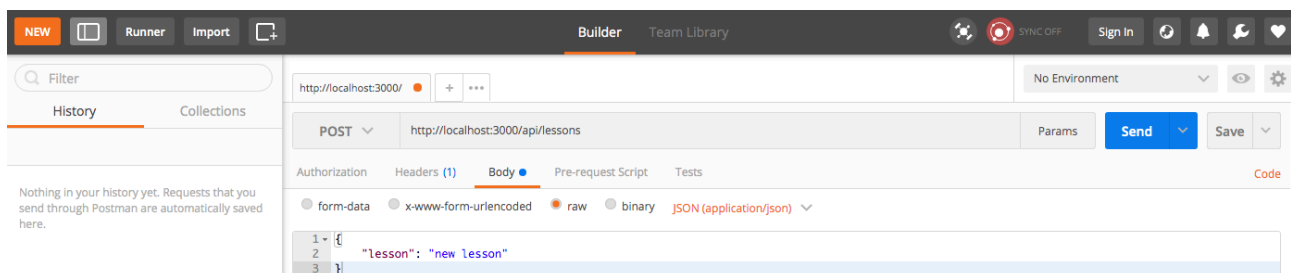 NEW Runner Import Builder Team Library SYNC OFF Sign In
Filter
History Collections
Nothing in your history yet. Requests that you
send through Postman are automatically saved
here.
http://localhost:3000/ + ••• No Environment
POST http://localhost:3000/api/lessons Params Send Save
Authorization Headers (1) Body Pre-request Script Tests Code
form-data x-www-form-urlencoded raw binary JSON (application/json)
1 {
2 "lesson": "new lesson"
3 }